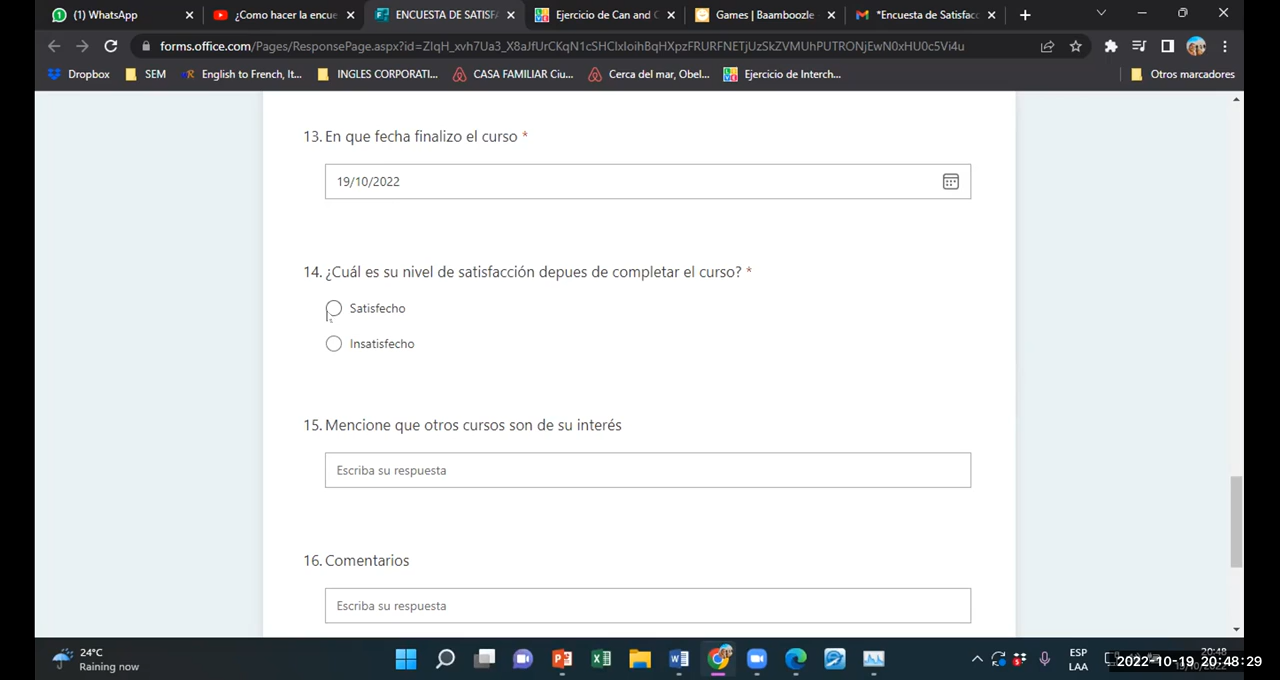 (1) WhatsApp
¿Como hacer la encue
ENCUESTA DE SATISF
Ejercicio de Can and C
Games | Baamboozle
*Encuesta de Satisfacc
forms.office.com/Pages/ResponsePage.aspx?id=ZIqH_xvh7Ua3_X8aJfUrCKqN1cSHCIxIoihBqHXpzFRURFNETjUzSkZVMUhPUTRONjEwN0xHU0c5Vi4u
Dropbox
SEM
English to French, It...
INGLES CORPORATI...
CASA FAMILIAR Ciu...
Cerca del mar, Obel...
Ejercicio de Interch...
Otros marcadores
13. En que fecha finalizo el curso *
19/10/2022
14. ¿Cuál es su nivel de satisfacción depues de completar el curso? *
Satisfecho
Insatisfecho
15. Mencione que otros cursos son de su interés
Escriba su respuesta
16. Comentarios
Escriba su respuesta
24°C
Raining now
ESP
LAA
20:48
2022-10-19 20:48:29